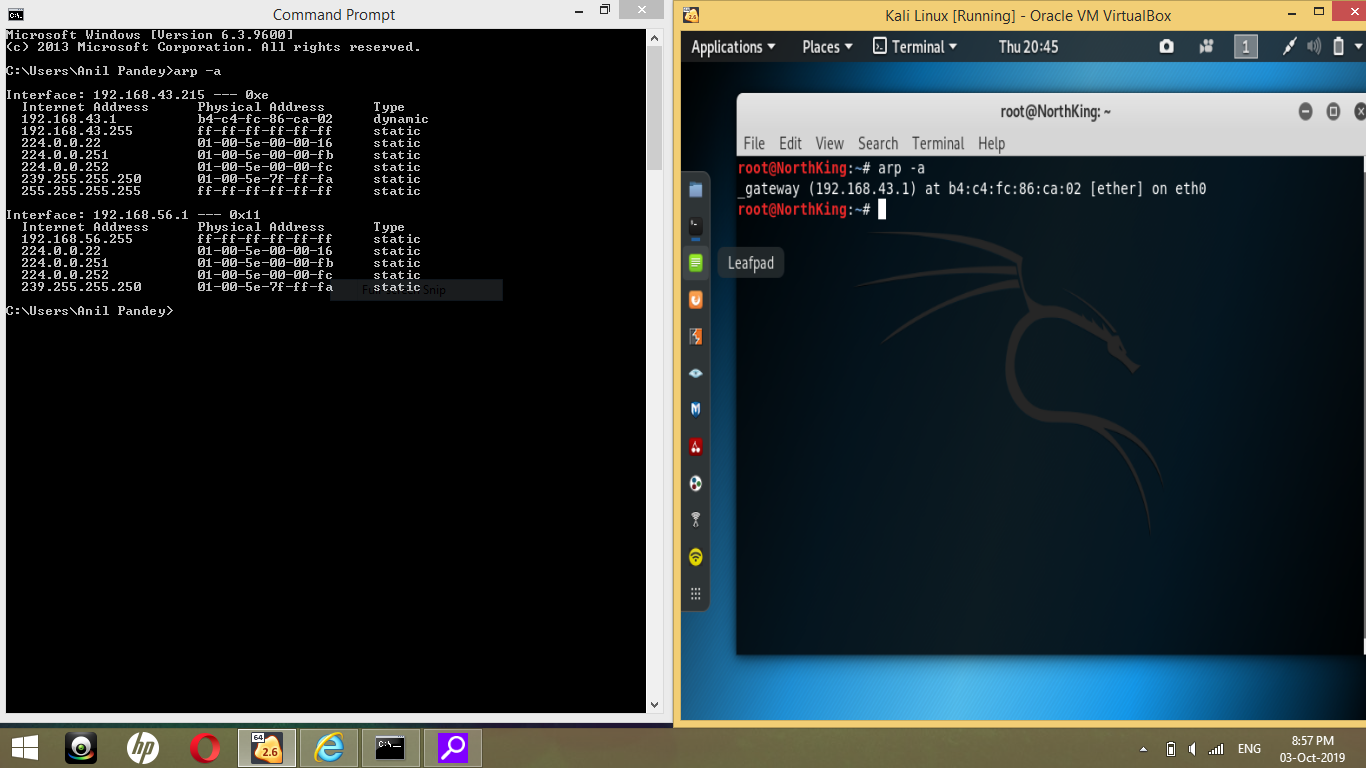 Command Prompt
Microsoft Windows [Version 6.3.9600]
(c) 2013 Microsoft Corporation. All rights reserved.
C:\Users\Anil Pandey>arp -a
Interface: 192.168.43.215 --- 0xe
Internet Address Physical Address Type
192.168.43.1 b4-c4-fc-86-ca-02 dynamic
192.168.43.255 ff-ff-ff-ff-ff-ff static
224.0.0.22 01-00-5e-00-00-16 static
224.0.0.251 01-00-5e-00-00-fb static
224.0.0.252 01-00-5e-00-00-fc static
239.255.255.250 01-00-5e-7f-ff-fa static
255.255.255.255 ff-ff-ff-ff-ff-ff static
Interface: 192.168.56.1 --- 0x11
Internet Address Physical Address Type
192.168.56.255 ff-ff-ff-ff-ff-ff static
224.0.0.22 01-00-5e-00-00-16 static
224.0.0.251 01-00-5e-00-00-fb static
224.0.0.252 01-00-5e-00-00-fc static
239.255.255.250 01-00-5e-7f-ff-fa static
Snip
C:\Users\Anil Pandey>
Kali Linux [Running] - Oracle VM VirtualBox
Applications Places Terminal Thu 20:45 1
root@NorthKing: ~
File Edit View Search Terminal Help
root@NorthKing:~# arp -a
_gateway (192.168.43.1) at b4:c4:fc:86:ca:02 [ether] on eth0
root@NorthKing:~#
Leafpad
hp
64
2.6
C:\_
ENG
8:57 PM
03-Oct-2019